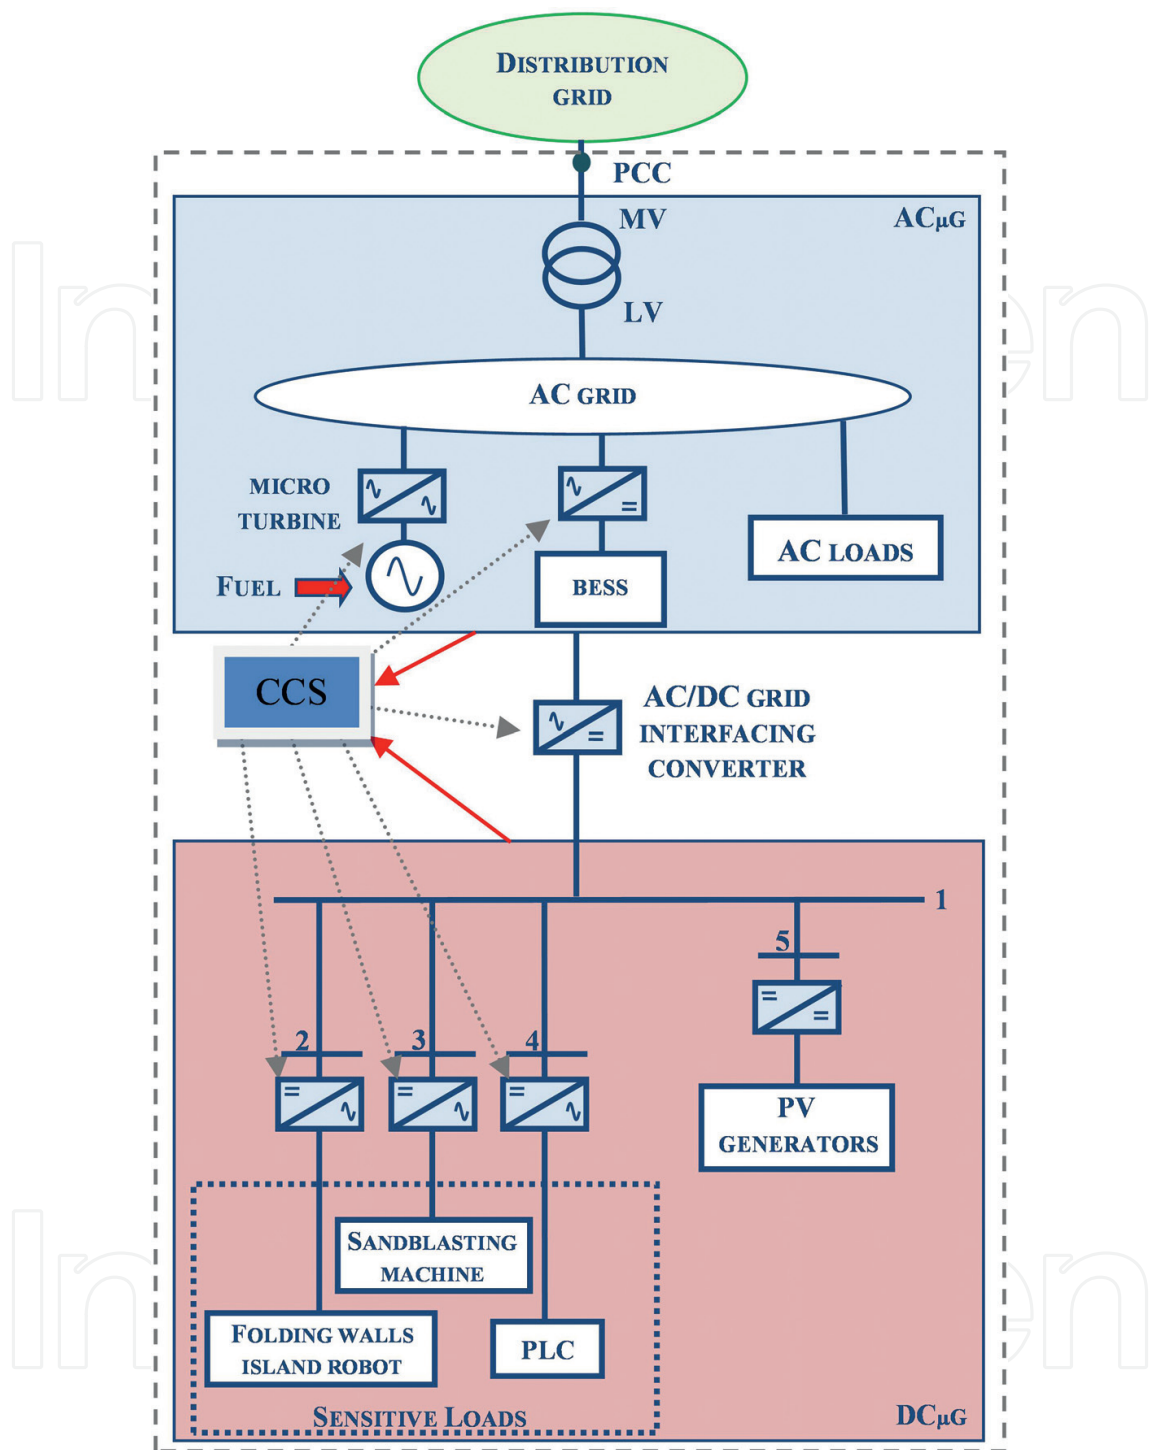 DISTRIBUTION
GRID
PCC
MV
ACμG
LV
AC GRID
MICRO
TURBINE
FUEL
BESS
AC LOADS
CCS
AC/DC GRID
INTERFACING
CONVERTER
1
5
2
3
4
PV
GENERATORS
SANDBLASTING
MACHINE
FOLDING WALLS
ISLAND ROBOT
PLC
SENSITIVE LOADS
DCμG